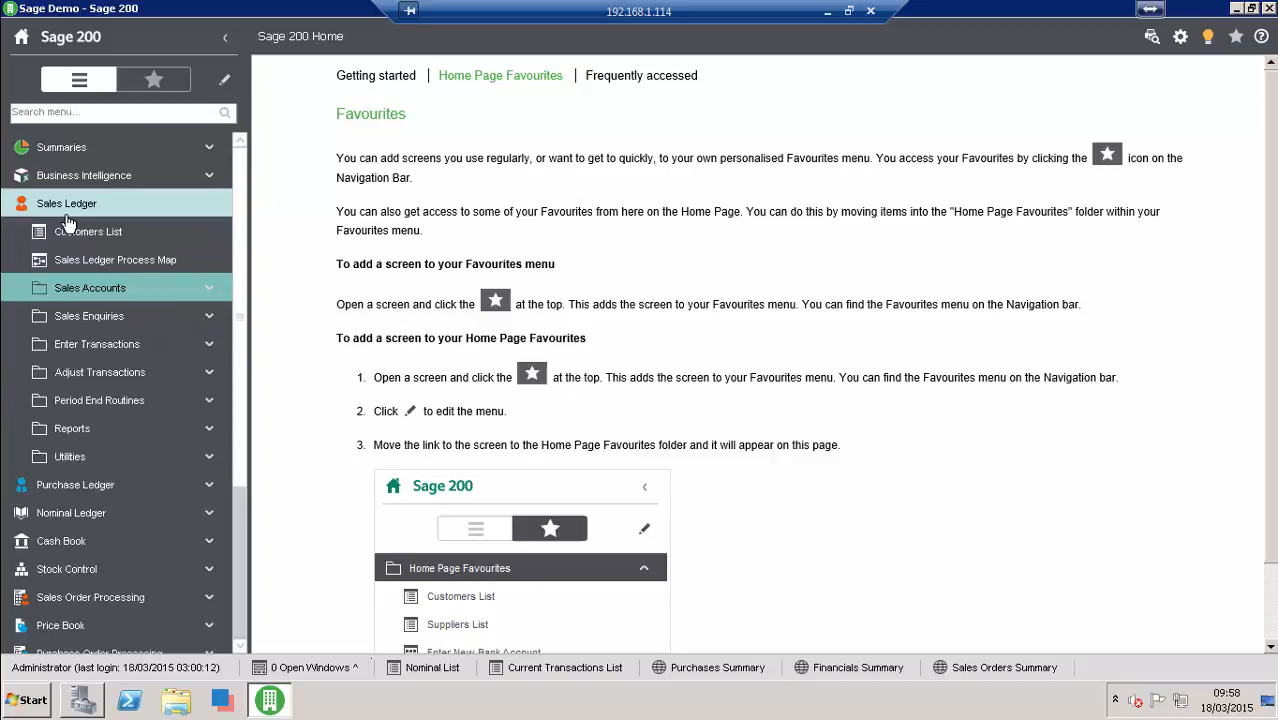 Sage Demo - Sage 200
192.168.1.114
Sage 200
Sage 200 Home
Search menu...
Summaries
Business Intelligence
Sales Ledger
Customers List
Sales Ledger Process Map
Sales Accounts
Sales Enquiries
Enter Transactions
Adjust Transactions
Period End Routines
Reports
Utilities
Purchase Ledger
Nominal Ledger
Cash Book
Stock Control
Sales Order Processing
Price Book
Purchase Order Processing
Getting started | Home Page Favourites | Frequently accessed
Favourites
You can add screens you use regularly, or want to get to quickly, to your own personalised Favourites menu. You access your Favourites by clicking the icon on the
Navigation Bar.
You can also get access to some of your Favourites from here on the Home Page. You can do this by moving items into the "Home Page Favourites" folder within your
Favourites menu.
To add a screen to your Favourites menu
Open a screen and click the at the top. This adds the screen to your Favourites menu. You can find the Favourites menu on the Navigation bar.
To add a screen to your Home Page Favourites
1. Open a screen and click the at the top. This adds the screen to your Favourites menu. You can find the Favourites menu on the Navigation bar.
2. Click to edit the menu.
3. Move the link to the screen to the Home Page Favourites folder and it will appear on this page.
Sage 200
Home Page Favourites
Customers List
Suppliers List
Enter New Bank Account
Administrator (last login: 18/03/2015 03:00:12)
0 Open Windows ^
Nominal List
Current Transactions List
Purchases Summary
Financials Summary
Sales Orders Summary
Start
09:58
18/03/2015